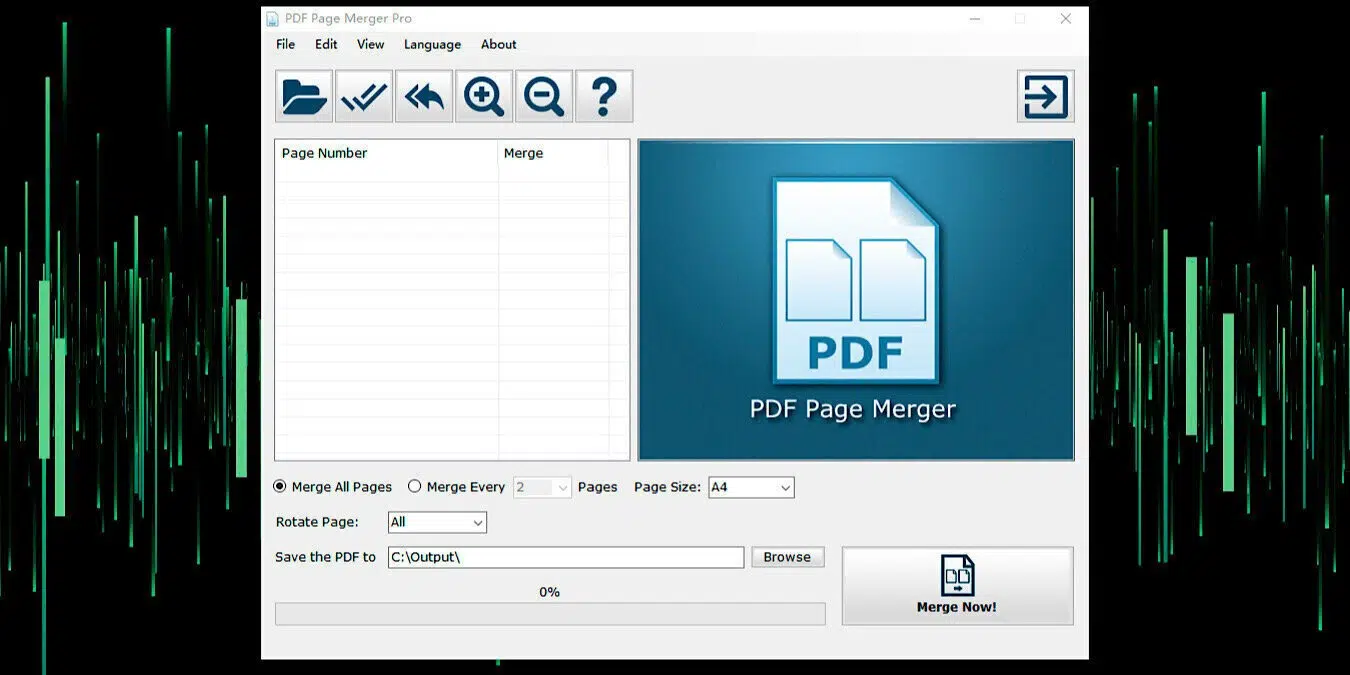 PDF Page Merger Pro
File Edit View Language About
Page Number Merge
PDF
PDF Page Merger
Merge All Pages Merge Every 2 Pages Page Size: A4
Rotate Page: All
Save the PDF to C:\Output\ Browse
0%
Merge Now!